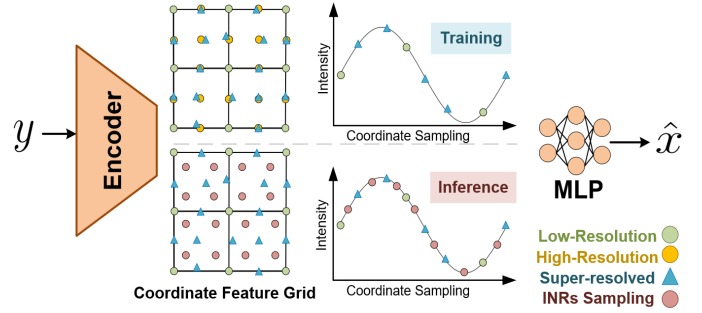 y
Encoder
Intensity
Training
Coordinate Sampling
Intensity
Inference
Coordinate Sampling
Coordinate Feature Grid
MLP
x̂
Low-Resolution
High-Resolution
Super-resolved
INRs Sampling